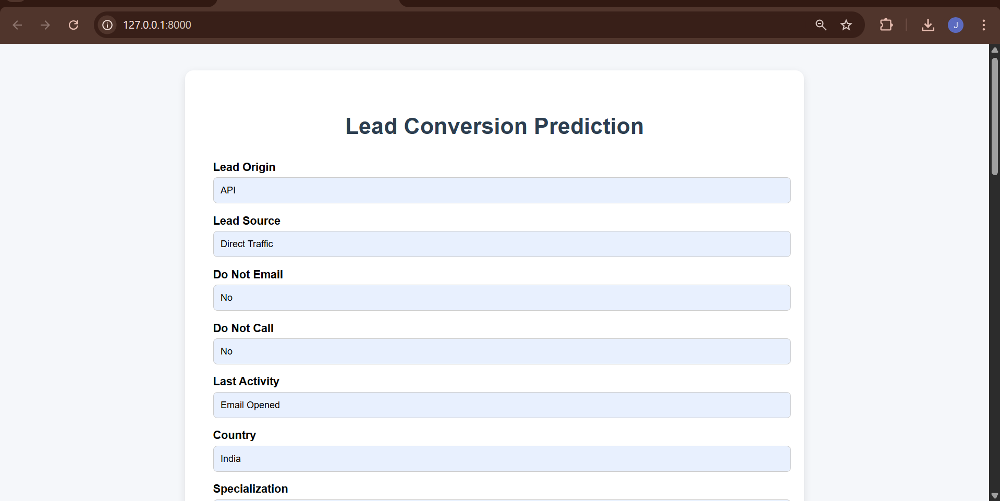 127.0.0.1:8000
J
Lead Conversion Prediction
Lead Origin
API
Lead Source
Direct Traffic
Do Not Email
No
Do Not Call
No
Last Activity
Email Opened
Country
India
Specialization